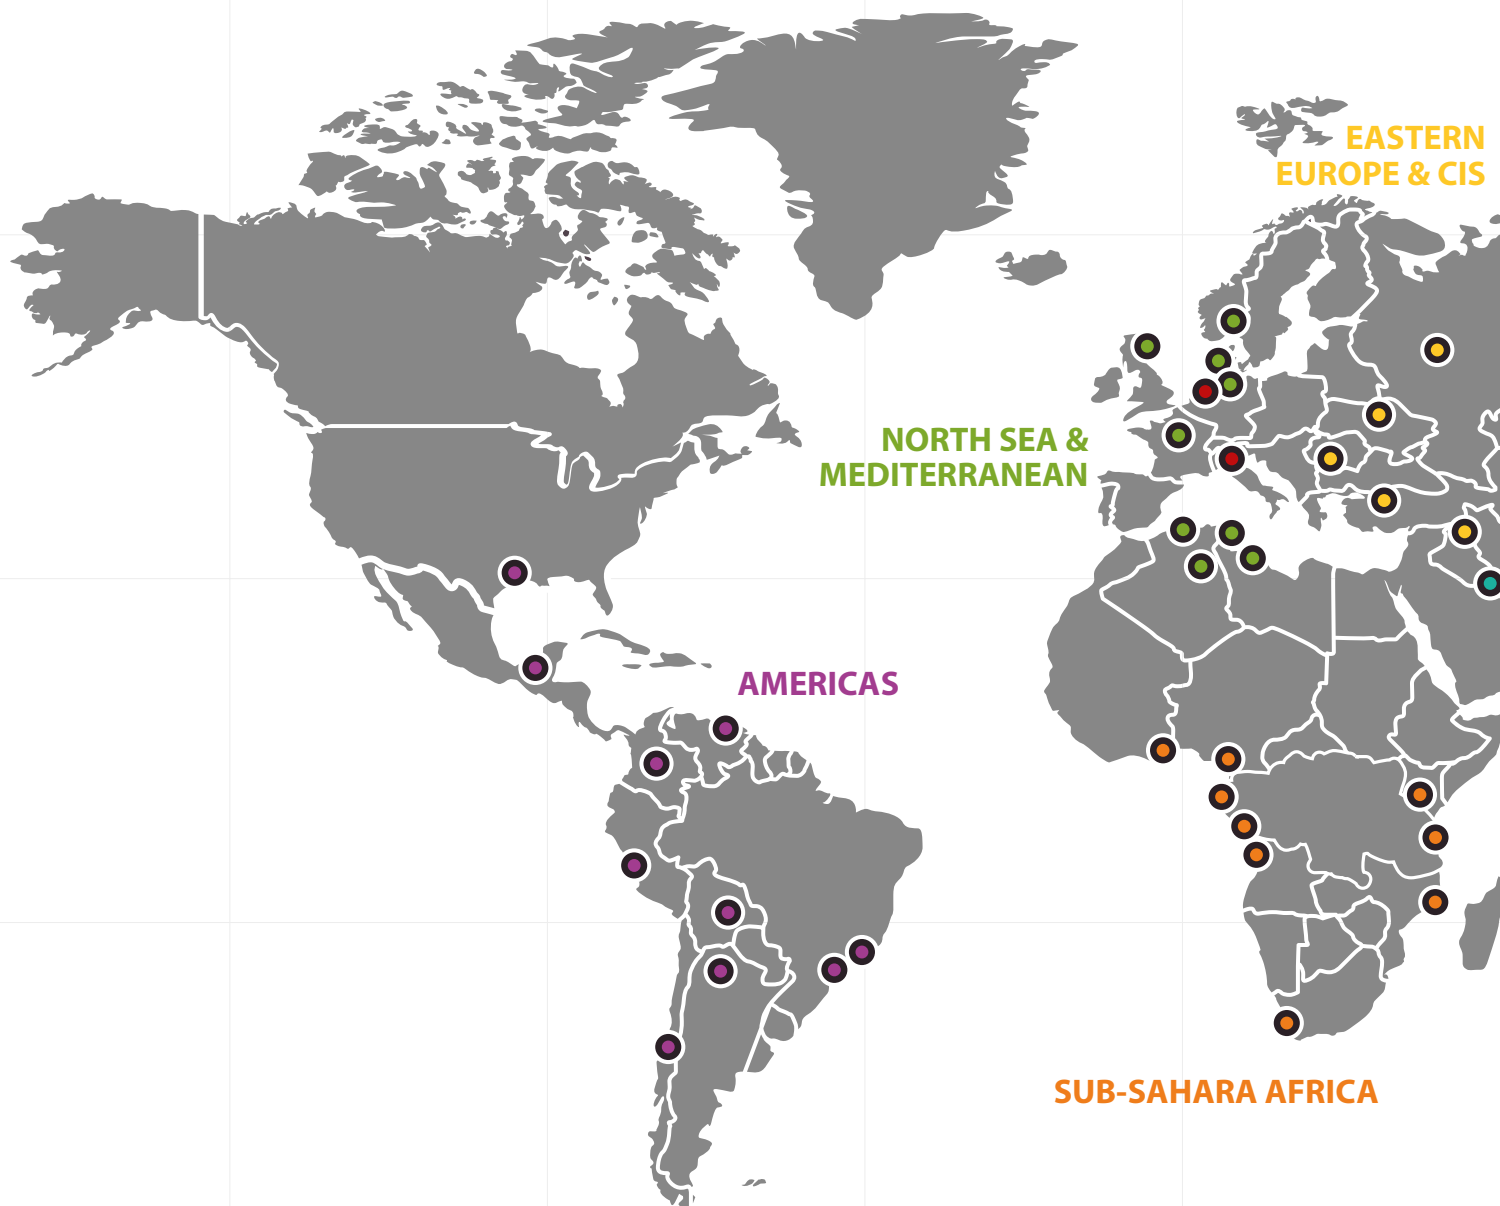 EASTERN
EUROPE & CIS
NORTH SEA &
MEDITERRANEAN
AMERICAS
SUB-SAHARA AFRICA